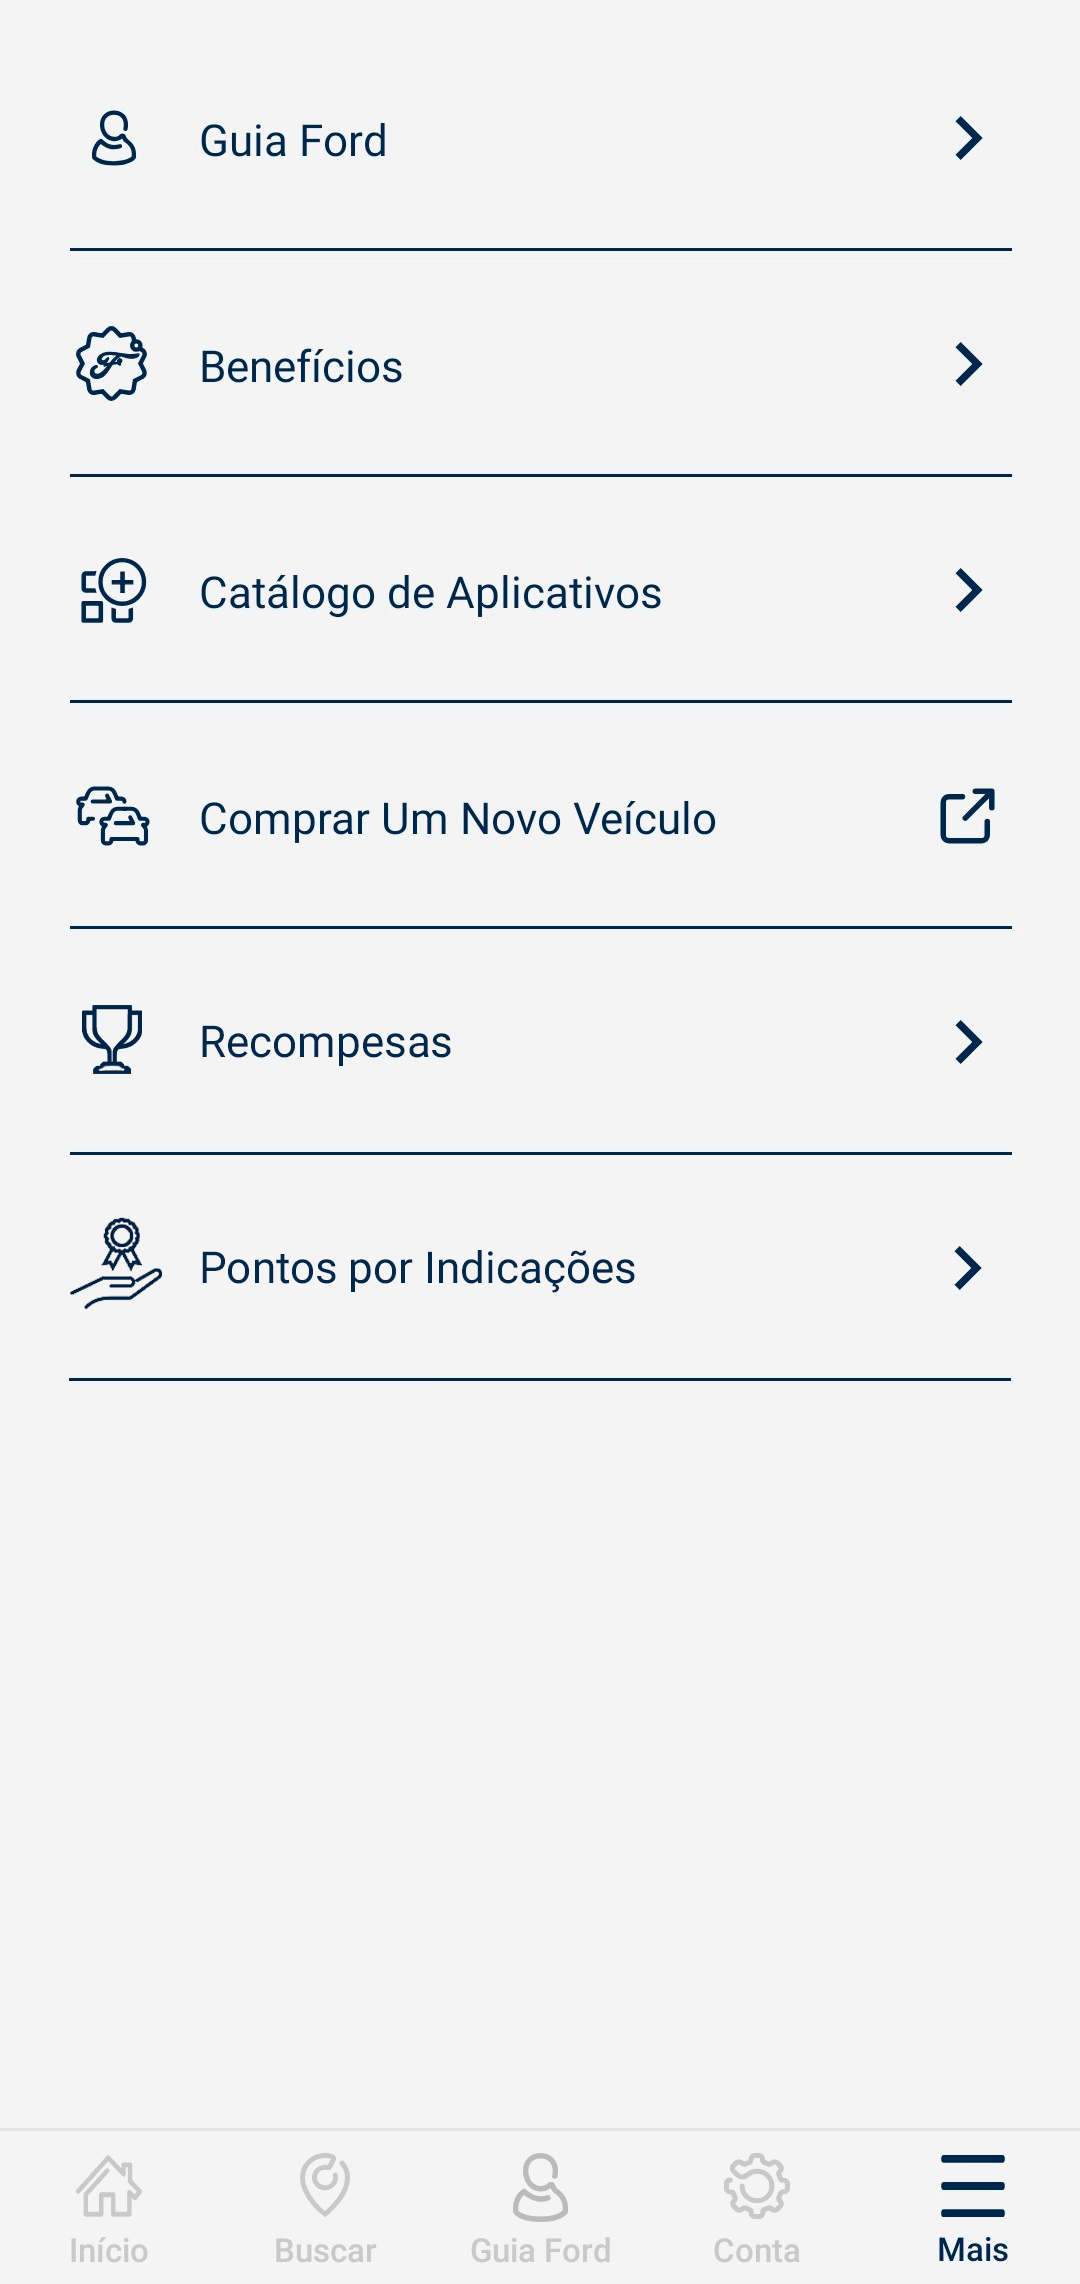 Guia Ford
Benefícios
Catálogo de Aplicativos
Comprar Um Novo Veículo
Recompesas
Pontos por Indicações
Início
Buscar
Guia Ford
Conta
Mais